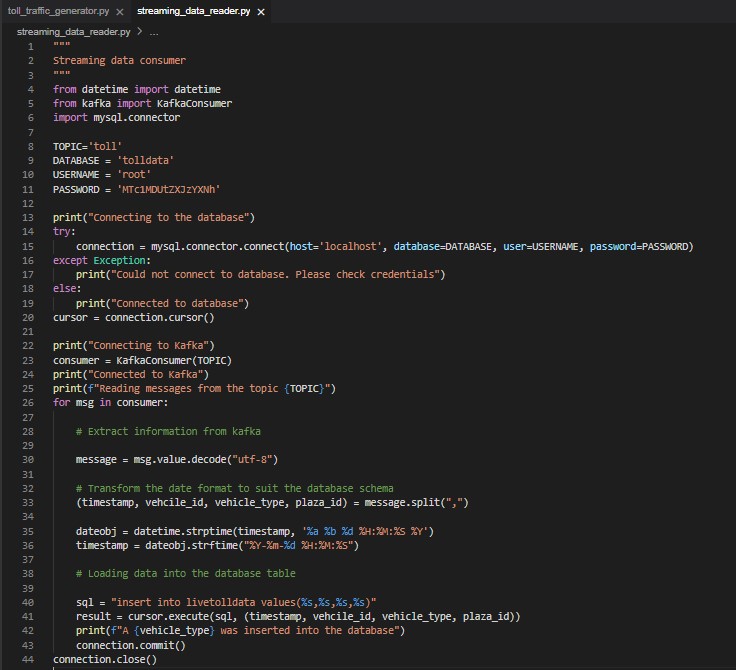 toll_traffic_generator.py × streaming_data_reader.py ×
streaming_data_reader.py > ...
1 """
2 Streaming data consumer
3 """
4 from datetime import datetime
5 from kafka import KafkaConsumer
6 import mysql.connector
7
8 TOPIC='toll'
9 DATABASE = 'tolldata'
10 USERNAME = 'root'
11 PASSWORD = 'MTc1MDUtZXJzYXNh'
12
13 print("Connecting to the database")
14 try:
15     connection = mysql.connector.connect(host='localhost', database=DATABASE, user=USERNAME, password=PASSWORD)
16 except Exception:
17     print("Could not connect to database. Please check credentials")
18 else:
19     print("Connected to database")
20 cursor = connection.cursor()
21
22 print("Connecting to Kafka")
23 consumer = KafkaConsumer(TOPIC)
24 print("Connected to Kafka")
25 print(f"Reading messages from the topic {TOPIC}")
26 for msg in consumer:
27
28     # Extract information from kafka
29
30     message = msg.value.decode("utf-8")
31
32     # Transform the date format to suit the database schema
33     (timestamp, vehcile_id, vehicle_type, plaza_id) = message.split(",")
34
35     dateobj = datetime.strptime(timestamp, '%a %b %d %H:%M:%S %Y')
36     timestamp = dateobj.strftime("%Y-%m-%d %H:%M:%S")
37
38     # Loading data into the database table
39
40     sql = "insert into livetolldata values(%s,%s,%s,%s)"
41     result = cursor.execute(sql, (timestamp, vehcile_id, vehicle_type, plaza_id))
42     print(f"A {vehicle_type} was inserted into the database")
43     connection.commit()
44 connection.close()